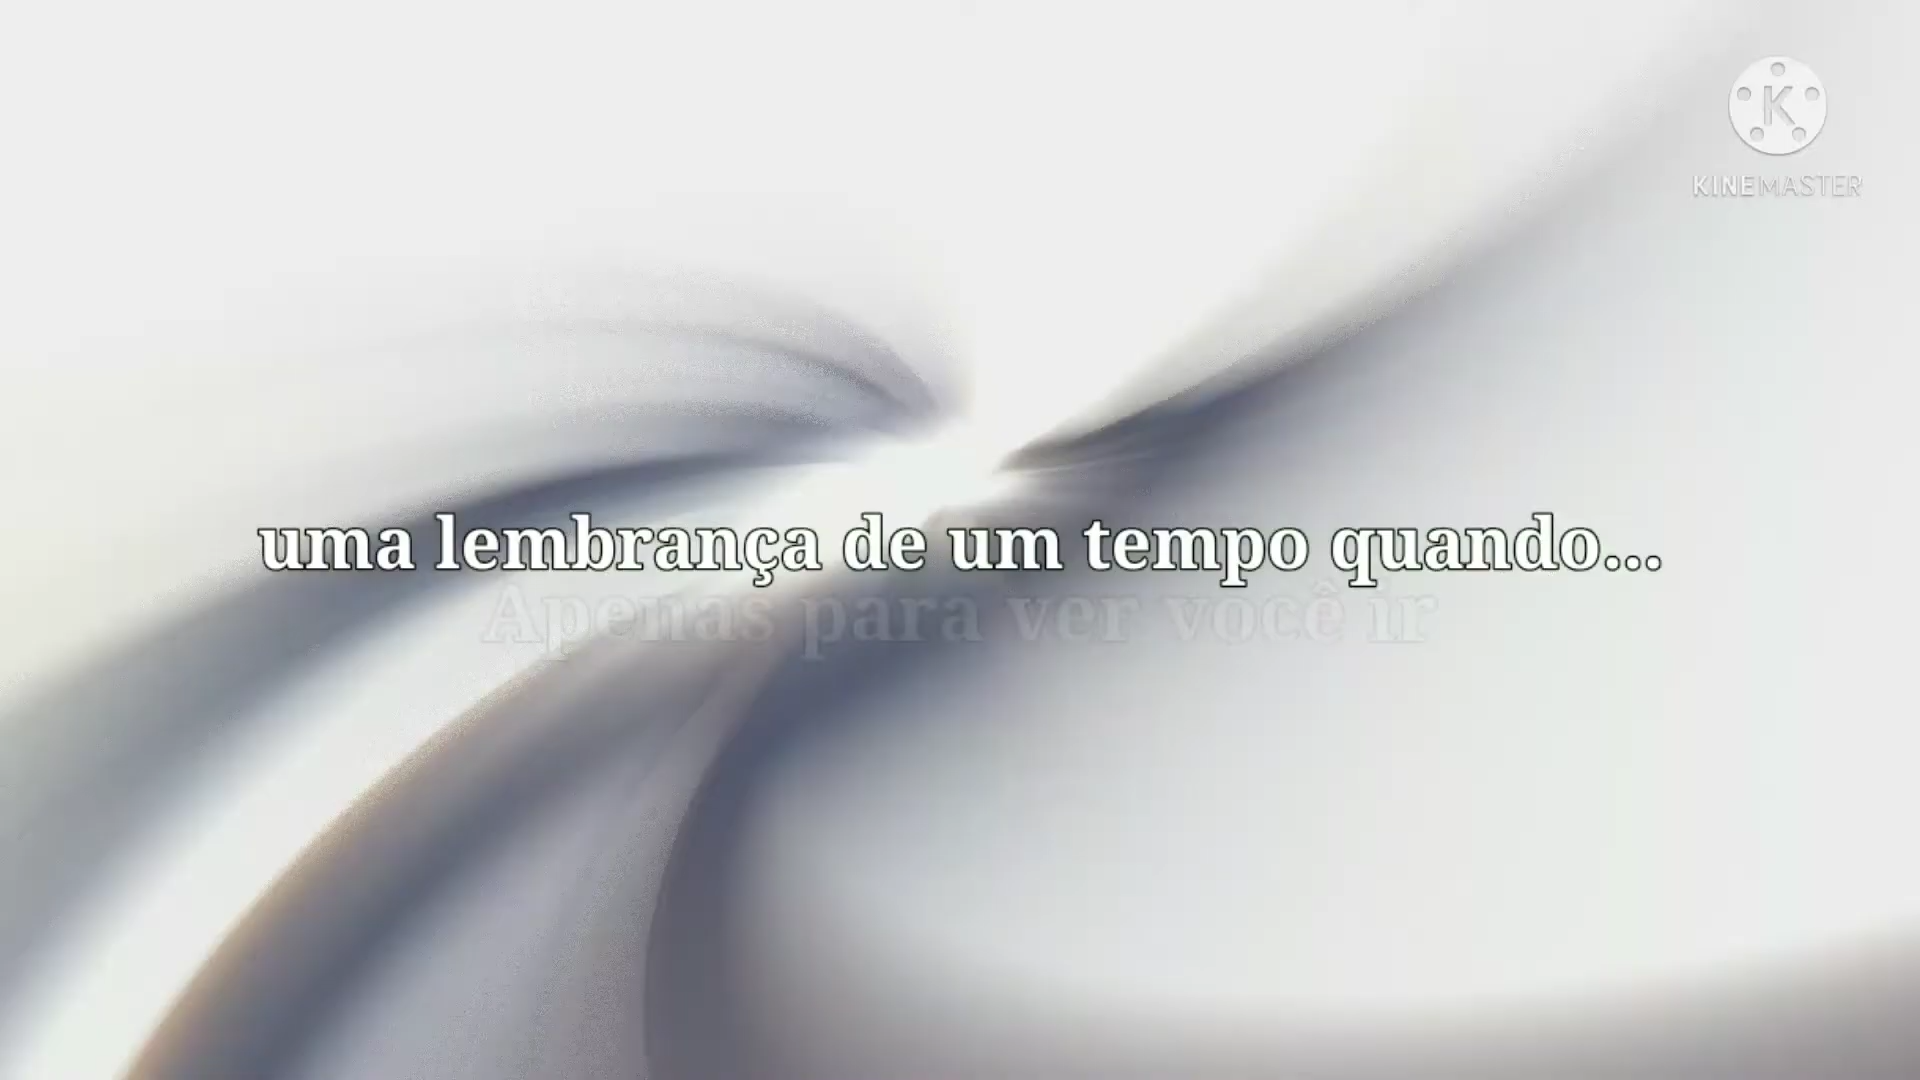 K
KINEMASTER
uma lembrança de um tempo quando...
Apenas para ver você ir